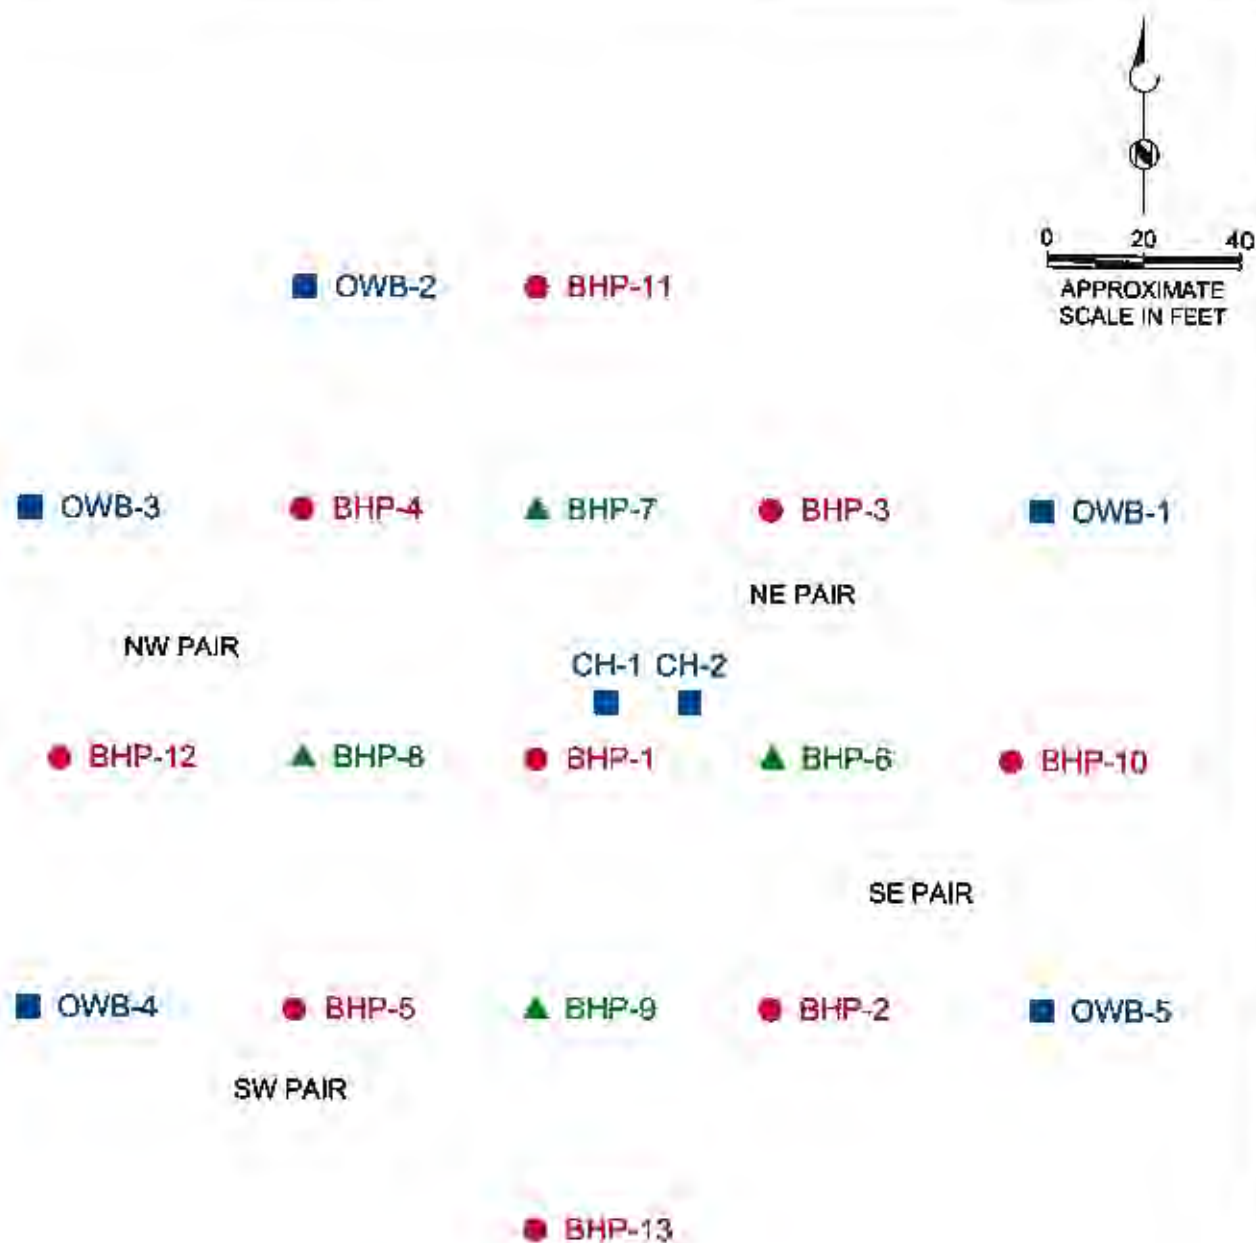 N
0 20 40
APPROXIMATE
SCALE IN FEET
OWB-2 BHP-11
OWB-3 BHP-4 BHP-7 BHP-3 OWB-1
NE PAIR
NW PAIR
CH-1 CH-2
BHP-12 BHP-8 BHP-1 BHP-6 BHP-10
SE PAIR
OWB-4 BHP-5 BHP-9 BHP-2 OWB-5
SW PAIR
BHP-13